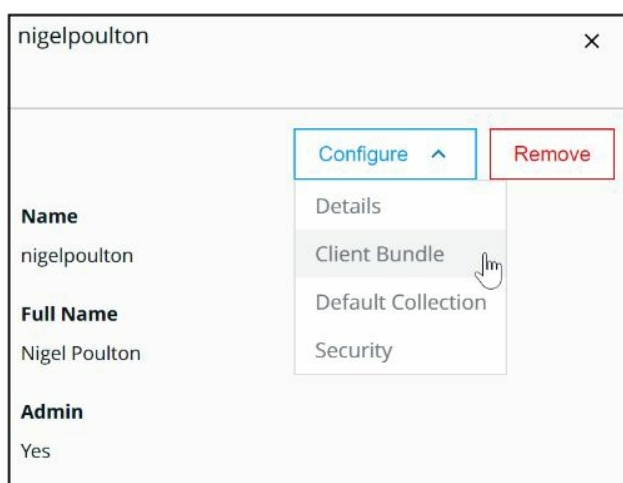 nigelpoulton
Configure Remove
Details
Name
Client Bundle
nigelpoulton
Default Collection
Full Name
Security
Nigel Poulton
Admin
Yes